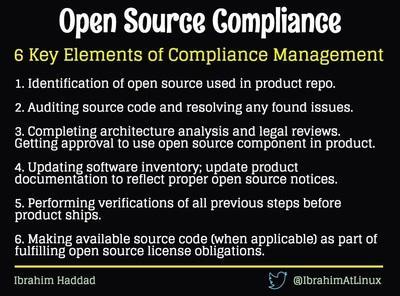 Open Source Compliance
6 Key Elements of Compliance Management
1. Identification of open source used in product repo.
2. Auditing source code and resolving any found issues.
3. Completing architecture analysis and legal reviews.
Getting approval to use open source component in product.
4. Updating software inventory; update product
documentation to reflect proper open source notices.
5. Performing verifications of all previous steps before
product ships.
6. Making available source code (when applicable) as part of
fulfilling open source license obligations.
Ibrahim Haddad
@IbrahimAtLinux